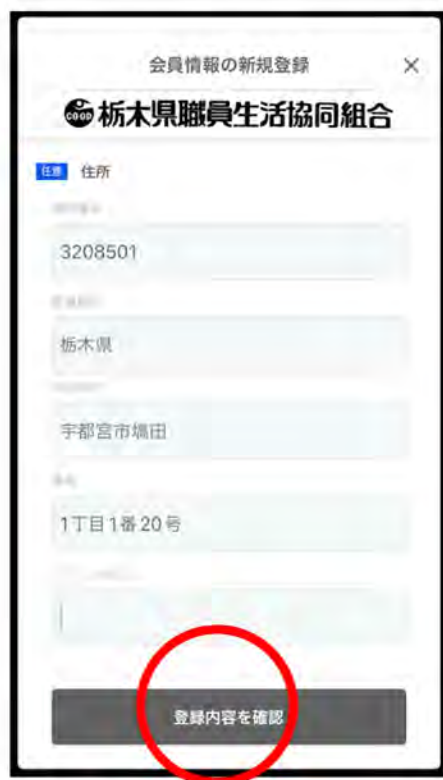 会員情報の新規登録
×
CO・OP 栃木県職員生活協同組合
任意 住所
3208501
栃木県
宇都宮市塙田
1丁目1番20号
登録内容を確認